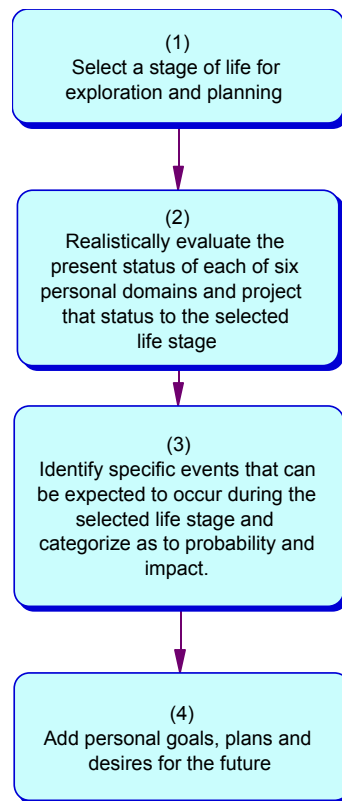 (1)
Select a stage of life for
exploration and planning
(2)
Realistically evaluate the
present status of each of six
personal domains and project
that status to the selected
life stage
(3)
Identify specific events that can
be expected to occur during the
selected life stage and
categorize as to probability and
impact.
(4)
Add personal goals, plans and
desires for the future